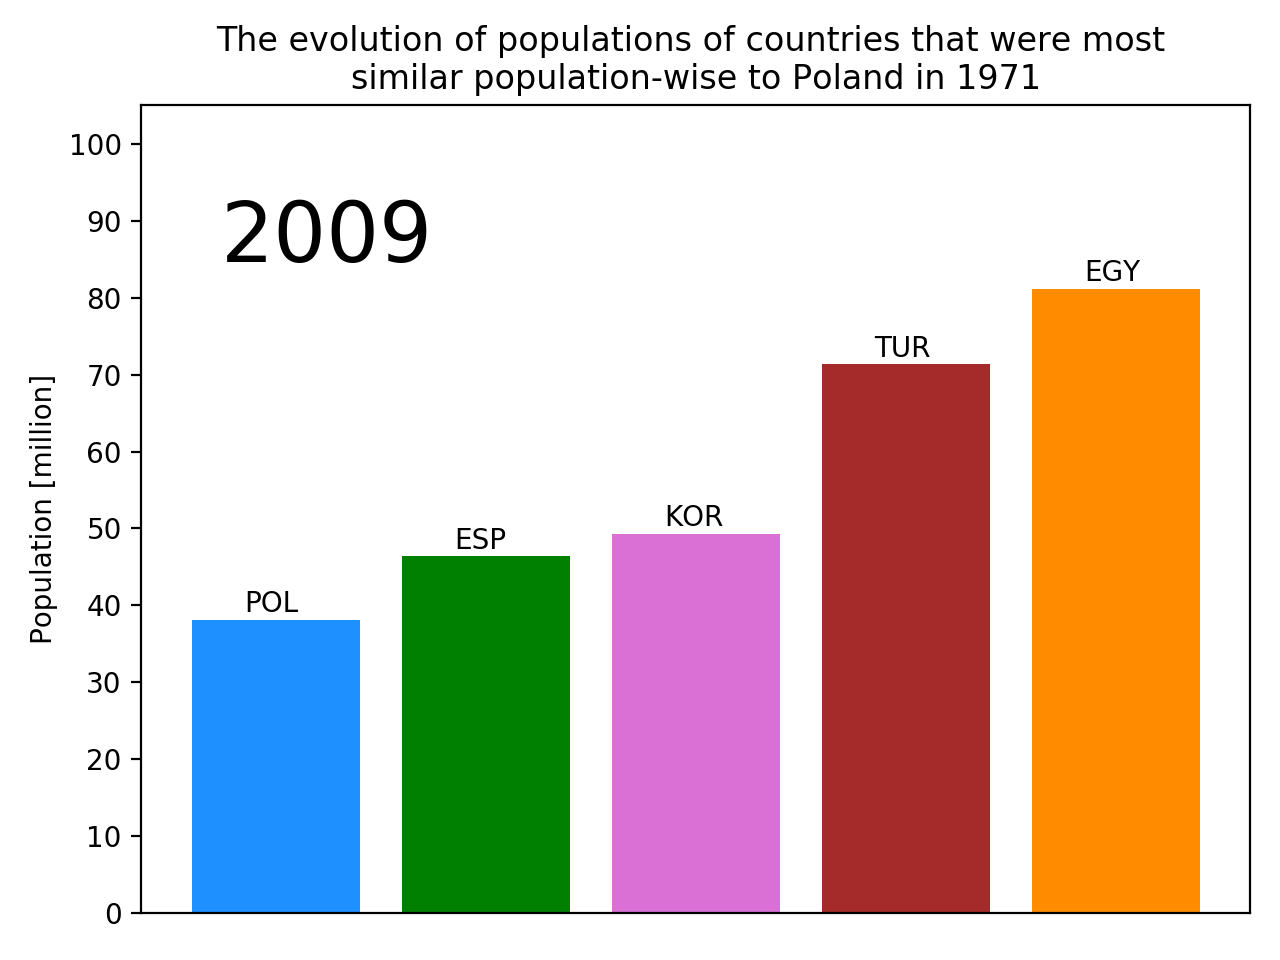 The evolution of populations of countries that were most
similar population-wise to Poland in 1971
2009
Population [million]
100
90
80
70
60
50
40
30
20
10
0
POL
ESP
KOR
TUR
EGY